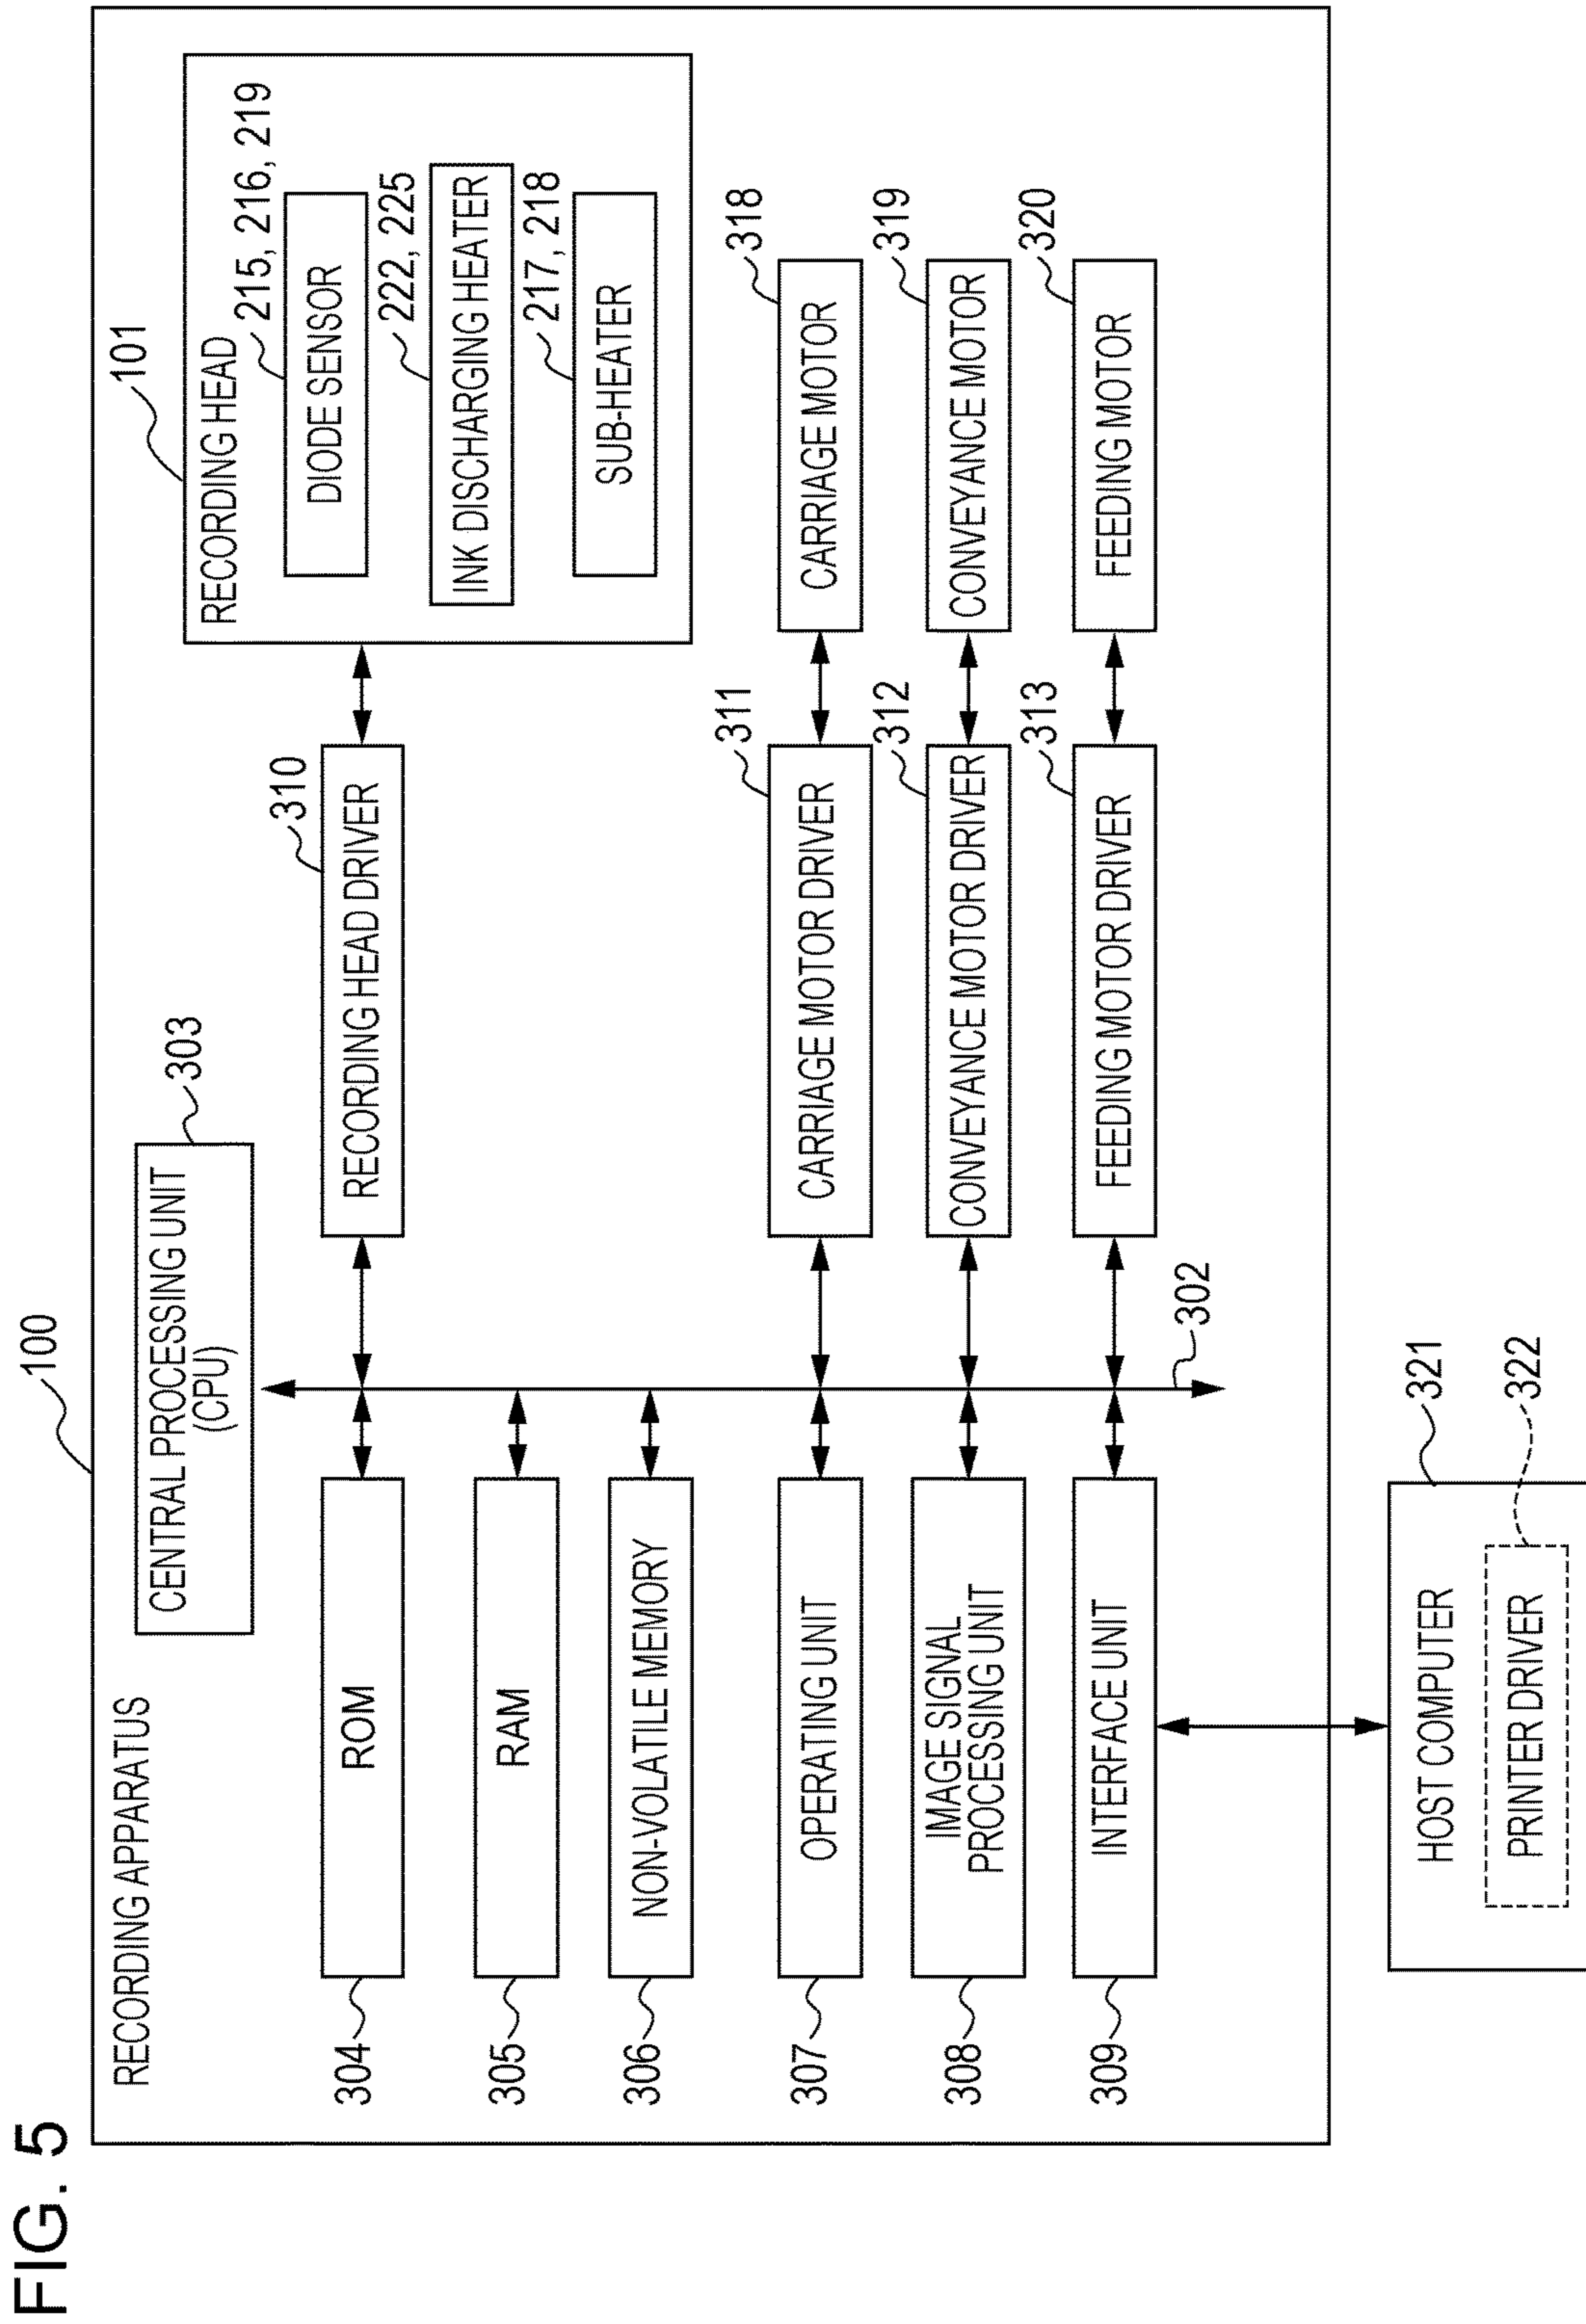 FIG. 5
100
RECORDING APPARATUS
CENTRAL PROCESSING UNIT
(CPU)
303
101
RECORDING HEAD
215, 216, 219
DIODE SENSOR
222, 225
INK DISCHARGING HEATER
217, 218
SUB-HEATER
304
ROM
310
RECORDING HEAD DRIVER
305
RAM
306
NON-VOLATILE MEMORY
307
OPERATING UNIT
311
CARRIAGE MOTOR DRIVER
318
CARRIAGE MOTOR
308
IMAGE SIGNAL
PROCESSING UNIT
312
CONVEYANCE MOTOR DRIVER
319
CONVEYANCE MOTOR
309
INTERFACE UNIT
313
FEEDING MOTOR DRIVER
320
FEEDING MOTOR
302
321
HOST COMPUTER
322
PRINTER DRIVER